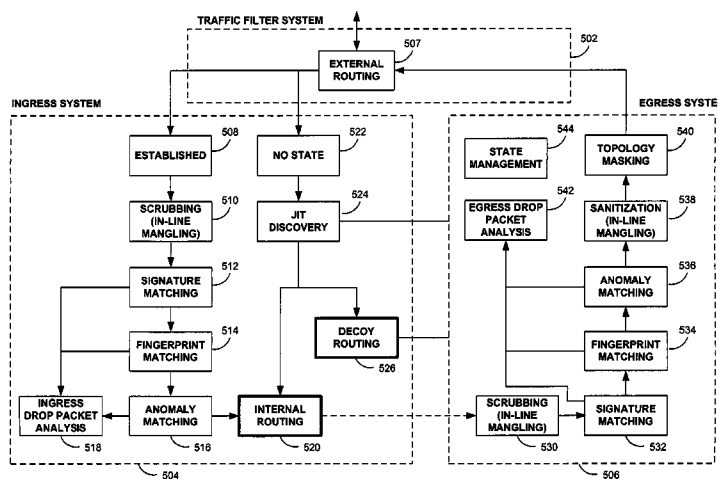 TRAFFIC FILTER SYSTEM
507
502
EXTERNAL
ROUTING
INGRESS SYSTEM
EGRESS SYSTE
508
ESTABLISHED
522
NO STATE
544
STATE
MANAGEMENT
540
TOPOLOGY
MASKING
510
SCRUBBING
(IN-LINE
MANGLING)
524
JIT
DISCOVERY
542
EGRESS DROP
PACKET
ANALYSIS
538
SANITIZATION
(IN-LINE
MANGLING)
512
SIGNATURE
MATCHING
536
ANOMALY
MATCHING
514
FINGERPRINT
MATCHING
DECOY
ROUTING
526
534
FINGERPRINT
MATCHING
INGRESS
DROP PACKET
ANALYSIS
518
ANOMALY
MATCHING
516
INTERNAL
ROUTING
520
SCRUBBING
(IN-LINE
MANGLING)
530
SIGNATURE
MATCHING
532
504
506